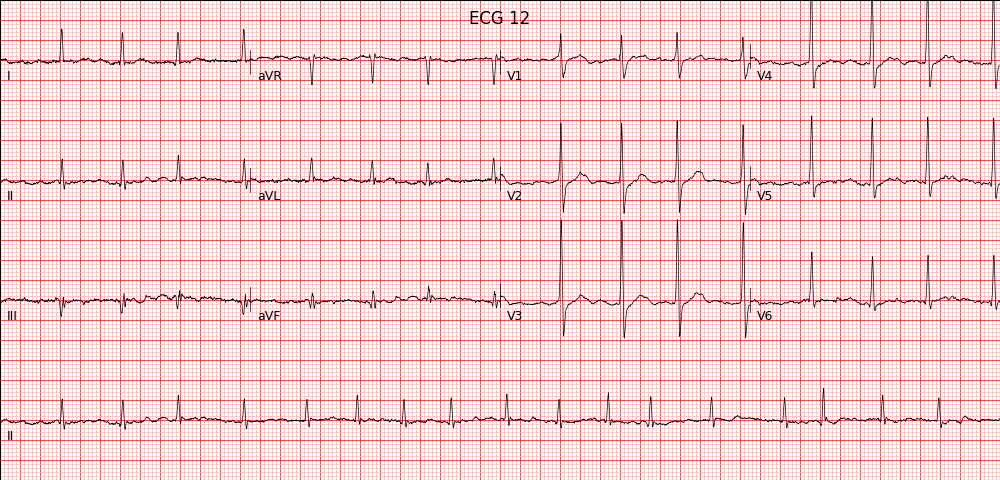 ECG 12
I aVR V1 V4
II aVL V2 V5
III aVF V3 V6
II